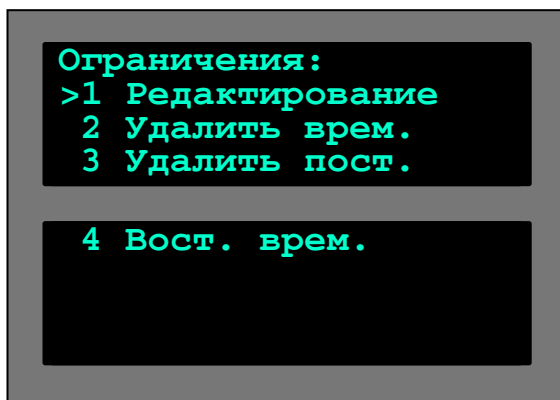 Ограничения:
>1 Редактирование
2 Удалить врем.
3 Удалить пост.
4 Вост. врем.